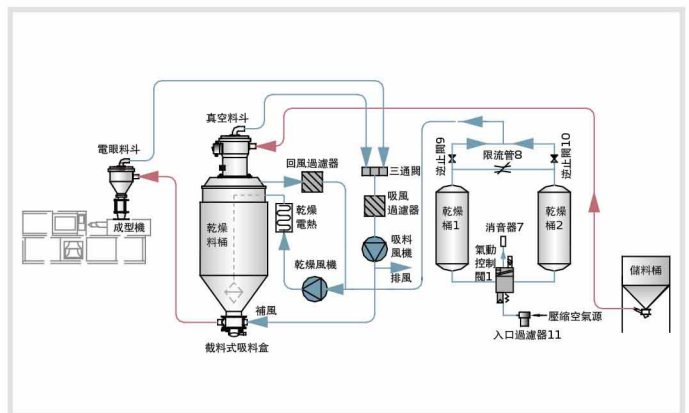 真空料斗
電眼料斗
回風過濾器
三通閥
逆止閥9
限流管8
逆止閥10
吸風
過濾器
成型機
乾燥
料桶
乾燥
電熱
乾燥
桶1
乾燥
桶2
消音器7
吸料
風機
氣動
控制
閥1
乾燥風機
排風
儲料桶
補風
壓縮空氣源
入口過濾器11
截料式吸料盒